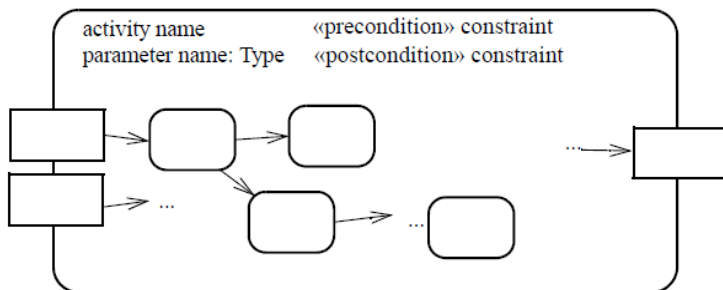 activity name «precondition» constraint
parameter name: Type «postcondition» constraint
...
...
...